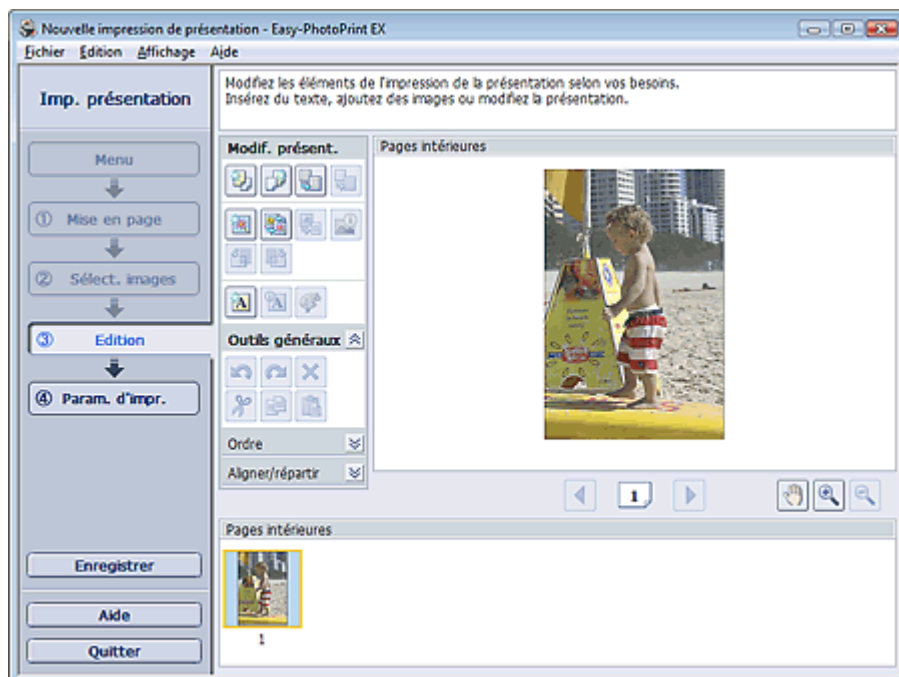 Nouvelle impression de présentation - Easy-PhotoPrint EX
Fichier Edition Affichage Aide
Imp. présentation
Modifiez les éléments de l'impression de la présentation selon vos besoins.
Insérez du texte, ajoutez des images ou modifiez la présentation.
Menu
① Mise en page
② Sélect. images
③ Edition
④ Param. d'impr.
Enregistrer
Aide
Quitter
Modif. présent.
Outils généraux
Ordre
Aligner/répartir
Pages intérieures
1
Pages intérieures
1